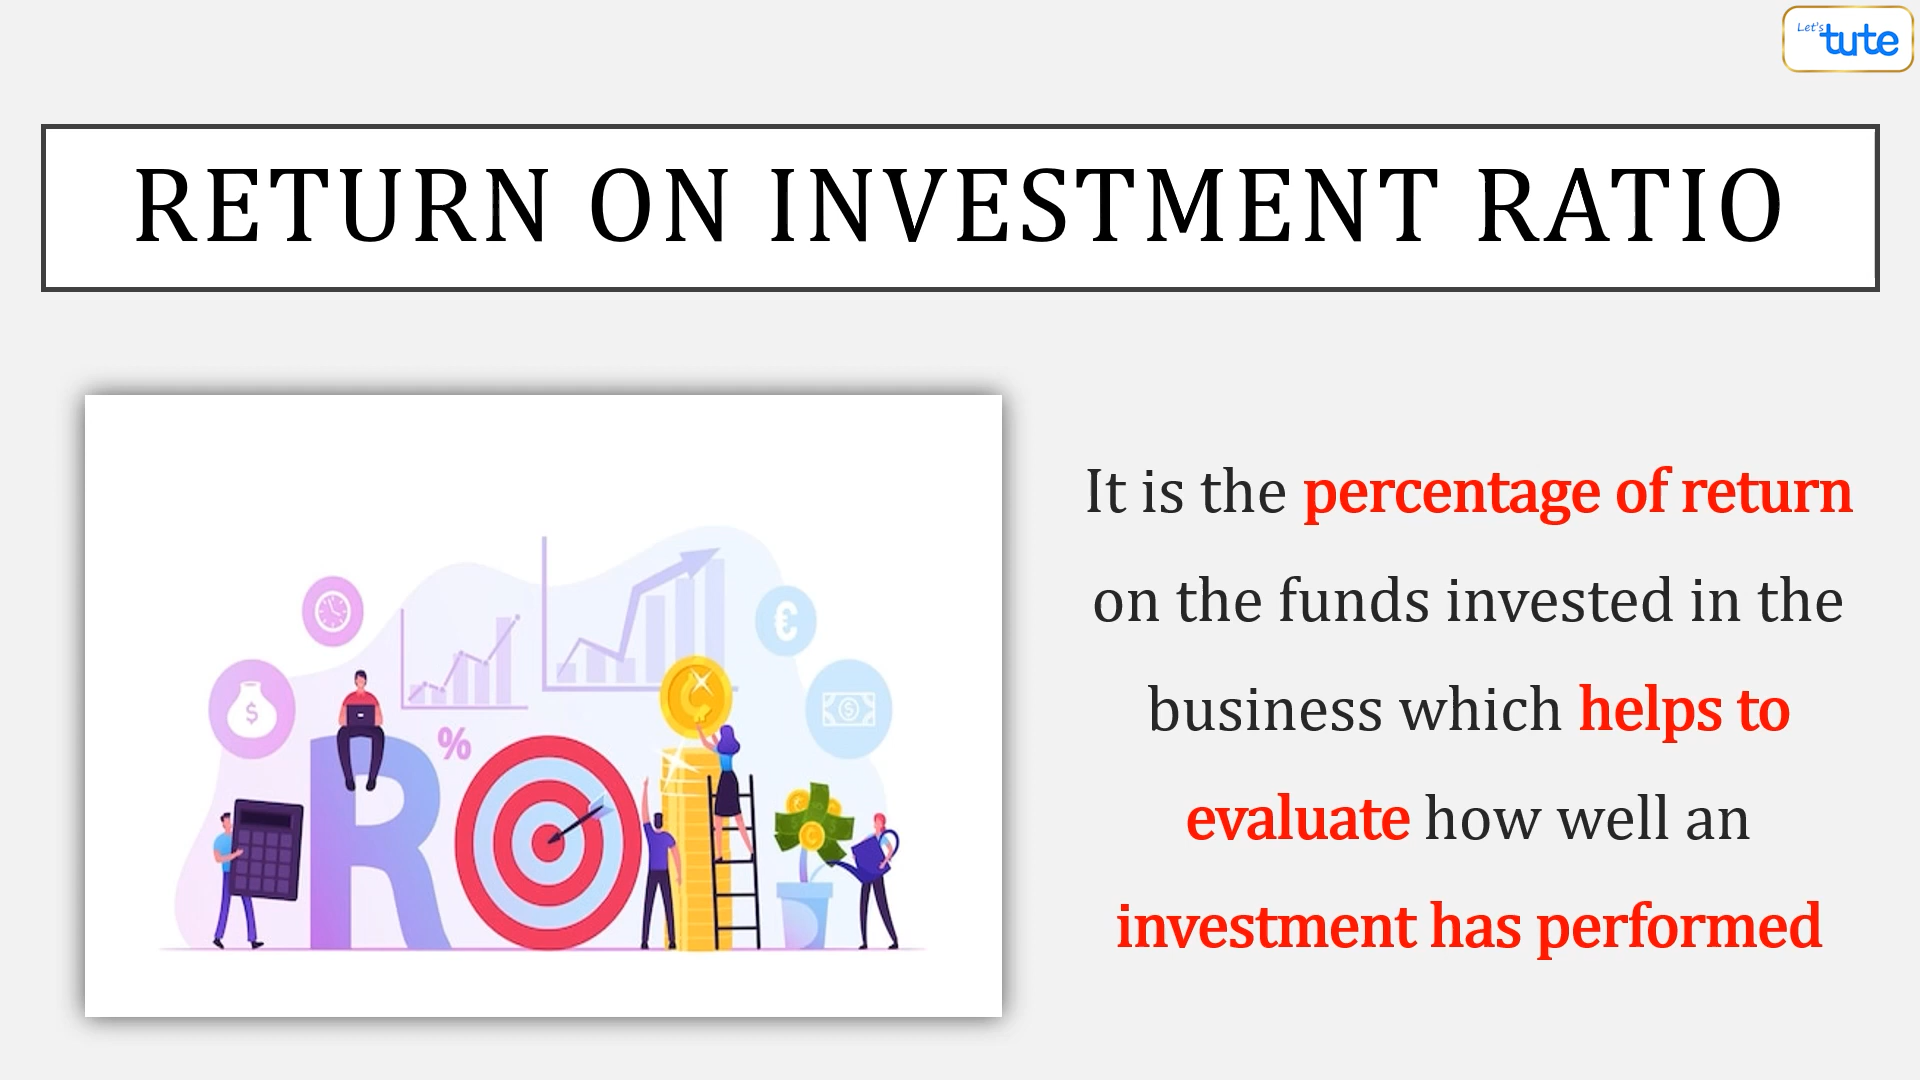 Let's
tute
RETURN ON INVESTMENT RATIO
It is the percentage of return
on the funds invested in the
business which helps to
evaluate how well an
investment has performed
€
$
$
%
R